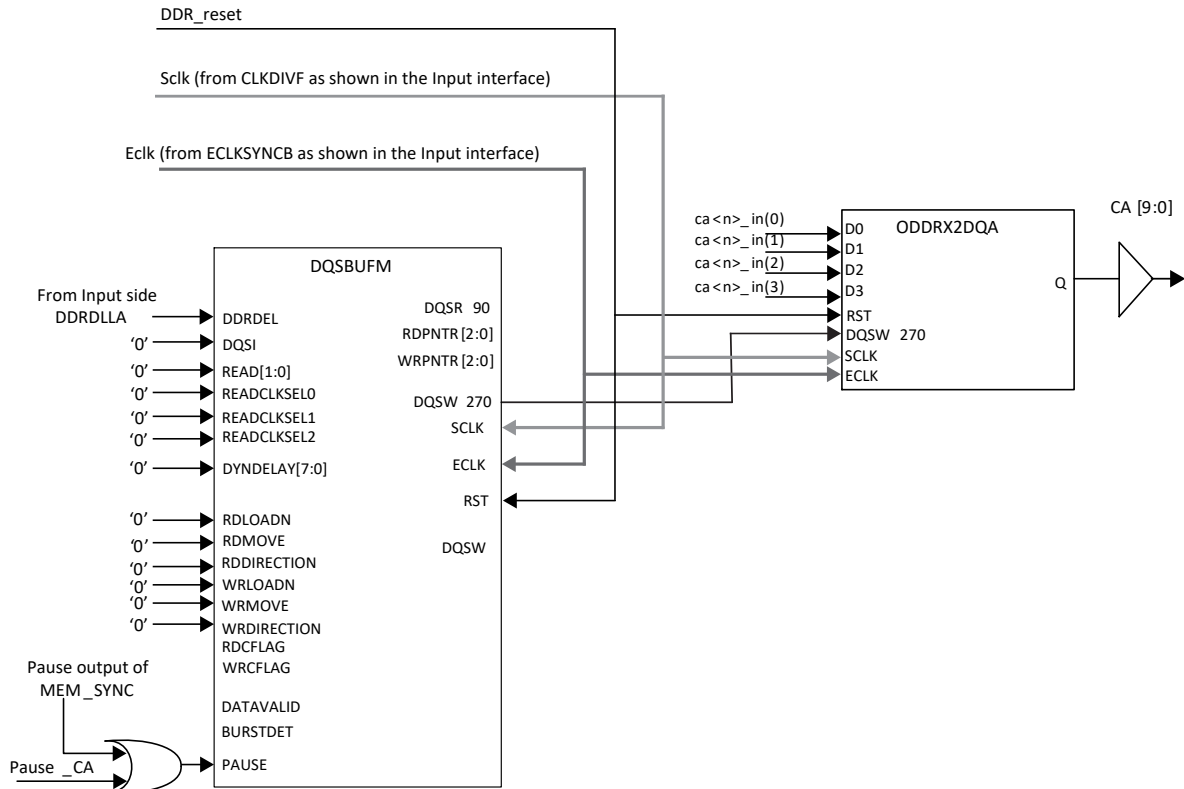 DDR_reset
Sclk (from CLKDIVF as shown in the Input interface)
Eclk (from ECLKSYNCB as shown in the Input interface)
CA [9:0]
ca<n>_in(0)
ca<n>_in(1)
ca<n>_in(2)
ca<n>_in(3)
ODDRX2DQA
D0
D1
D2
D3
RST
DQSW 270
SCLK
ECLK
Q
DQSBUFM
From Input side
DDRDLLA
DDRDEL
‘0’
DQSI
‘0’
READ[1:0]
‘0’
READCLKSEL0
‘0’
READCLKSEL1
‘0’
READCLKSEL2
‘0’
DYNDELAY[7:0]
‘0’
RDLOADN
‘0’
RDMOVE
‘0’
RDDIRECTION
‘0’
WRLOADN
‘0’
WRMOVE
‘0’
WRDIRECTION
RDCFLAG
WRCFLAG
DATAVALID
BURSTDET
PAUSE
DQSR 90
RDPNTR [2:0]
WRPNTR [2:0]
DQSW 270
SCLK
ECLK
RST
DQSW
Pause output of
MEM_SYNC
Pause _CA